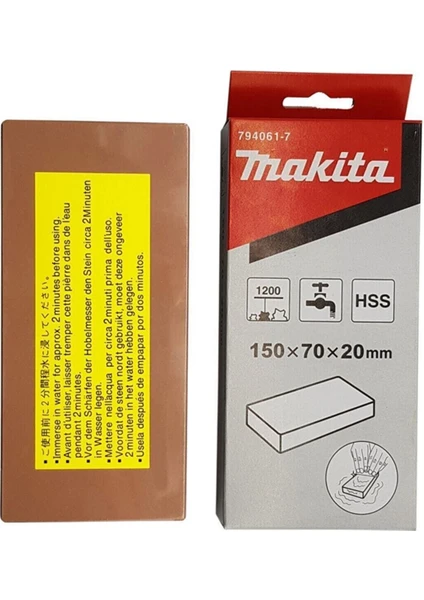 ● ご使用前に2分間程水に浸してください。
● Immerse in water for approx. 2 minutes before using.
● Avant d'utiliser, laisser tremper cette pierre dans de l'eau
pendant 2 minutes.
● Vor dem Schärfen der Hobelmesser den Stein circa 2 Minuten
in Wasser legen.
● Mettere nell'acqua per circa 2 minuti prima dell'uso.
● Voordat de steen nordt gebruikt, moet deze ongeveer
2 minuten in het water hebben gelegen.
● Usela después de empapar por dos minutos.
794061-7
makita
1200
HSS
150×70×20mm